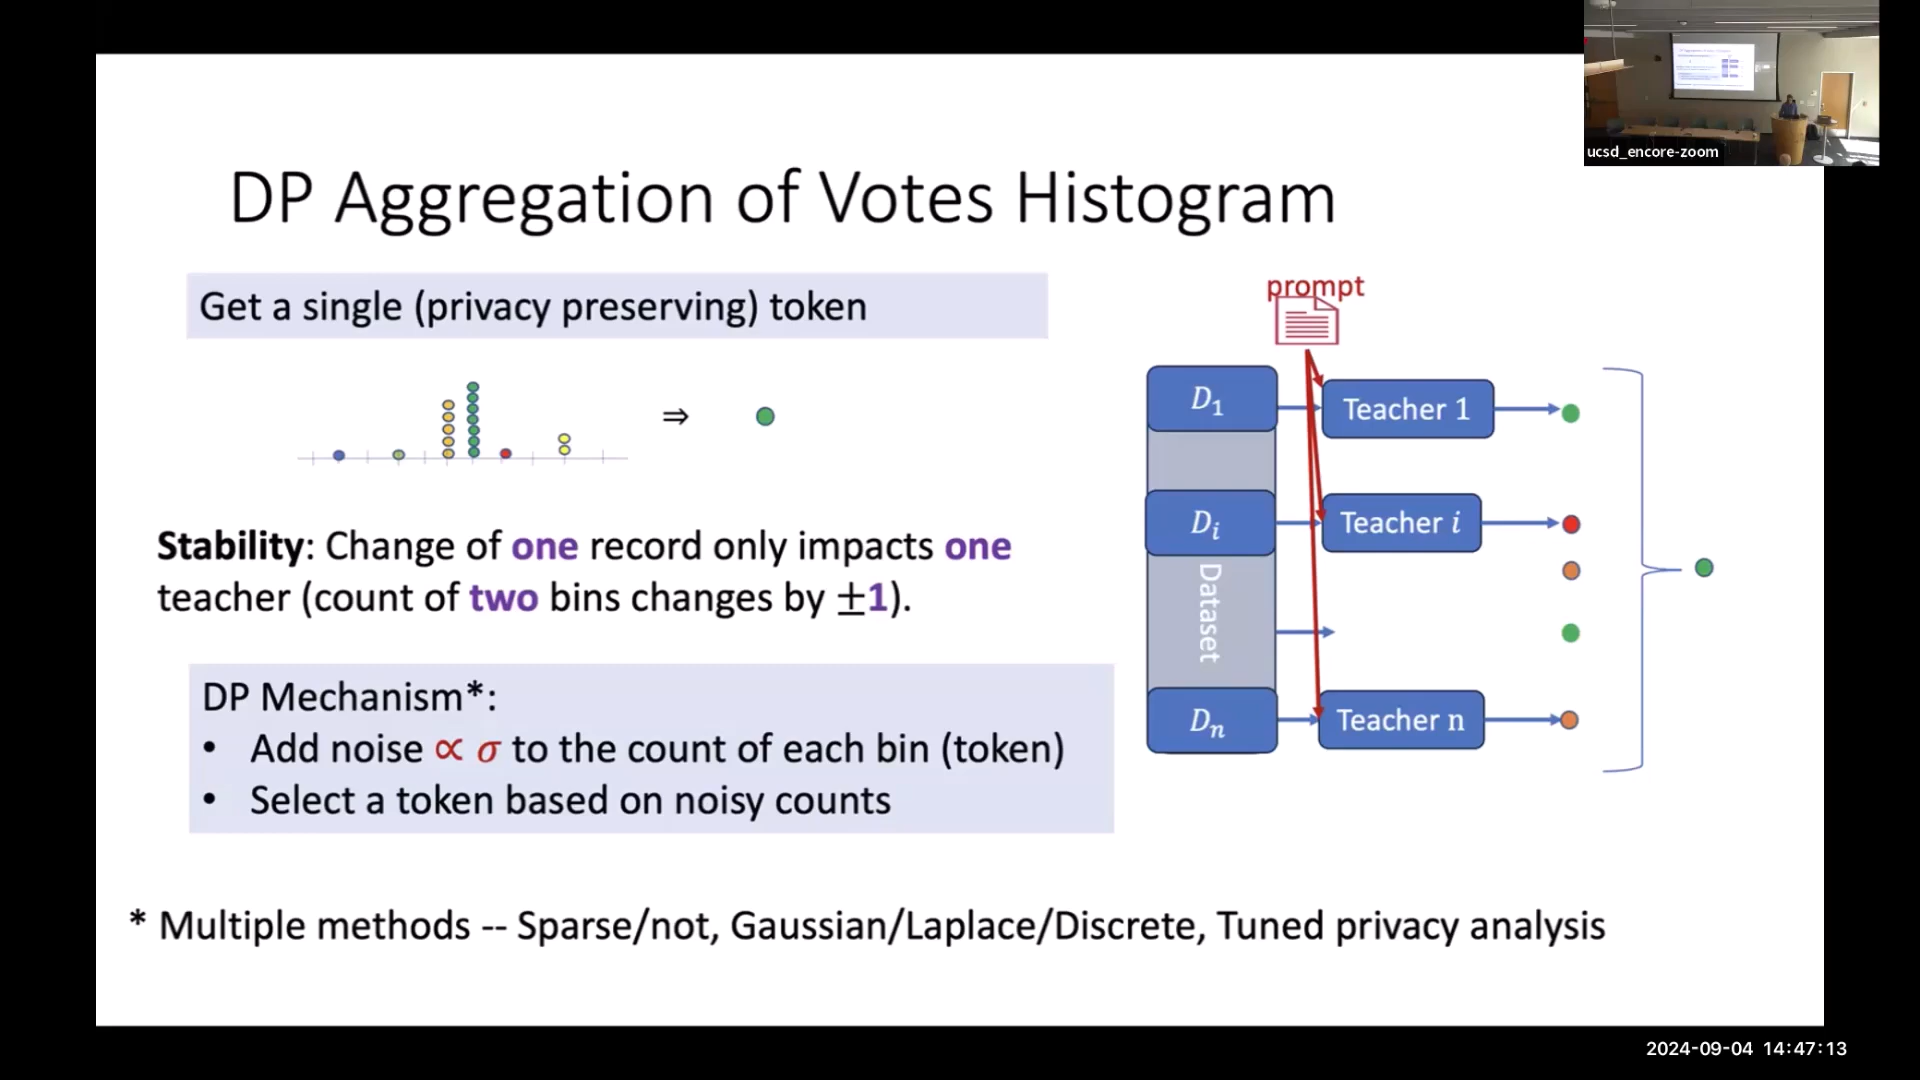 ucsd_encore-zoom
DP Aggregation of Votes Histogram
Get a single (privacy preserving) token
⇒
Stability: Change of one record only impacts one
teacher (count of two bins changes by ±1).
DP Mechanism*:
• Add noise ∝ σ to the count of each bin (token)
• Select a token based on noisy counts
prompt
D₁
Teacher 1
Dᵢ
Teacher i
Dataset
Dₙ
Teacher n
* Multiple methods -- Sparse/not, Gaussian/Laplace/Discrete, Tuned privacy analysis
2024-09-04 14:47:13